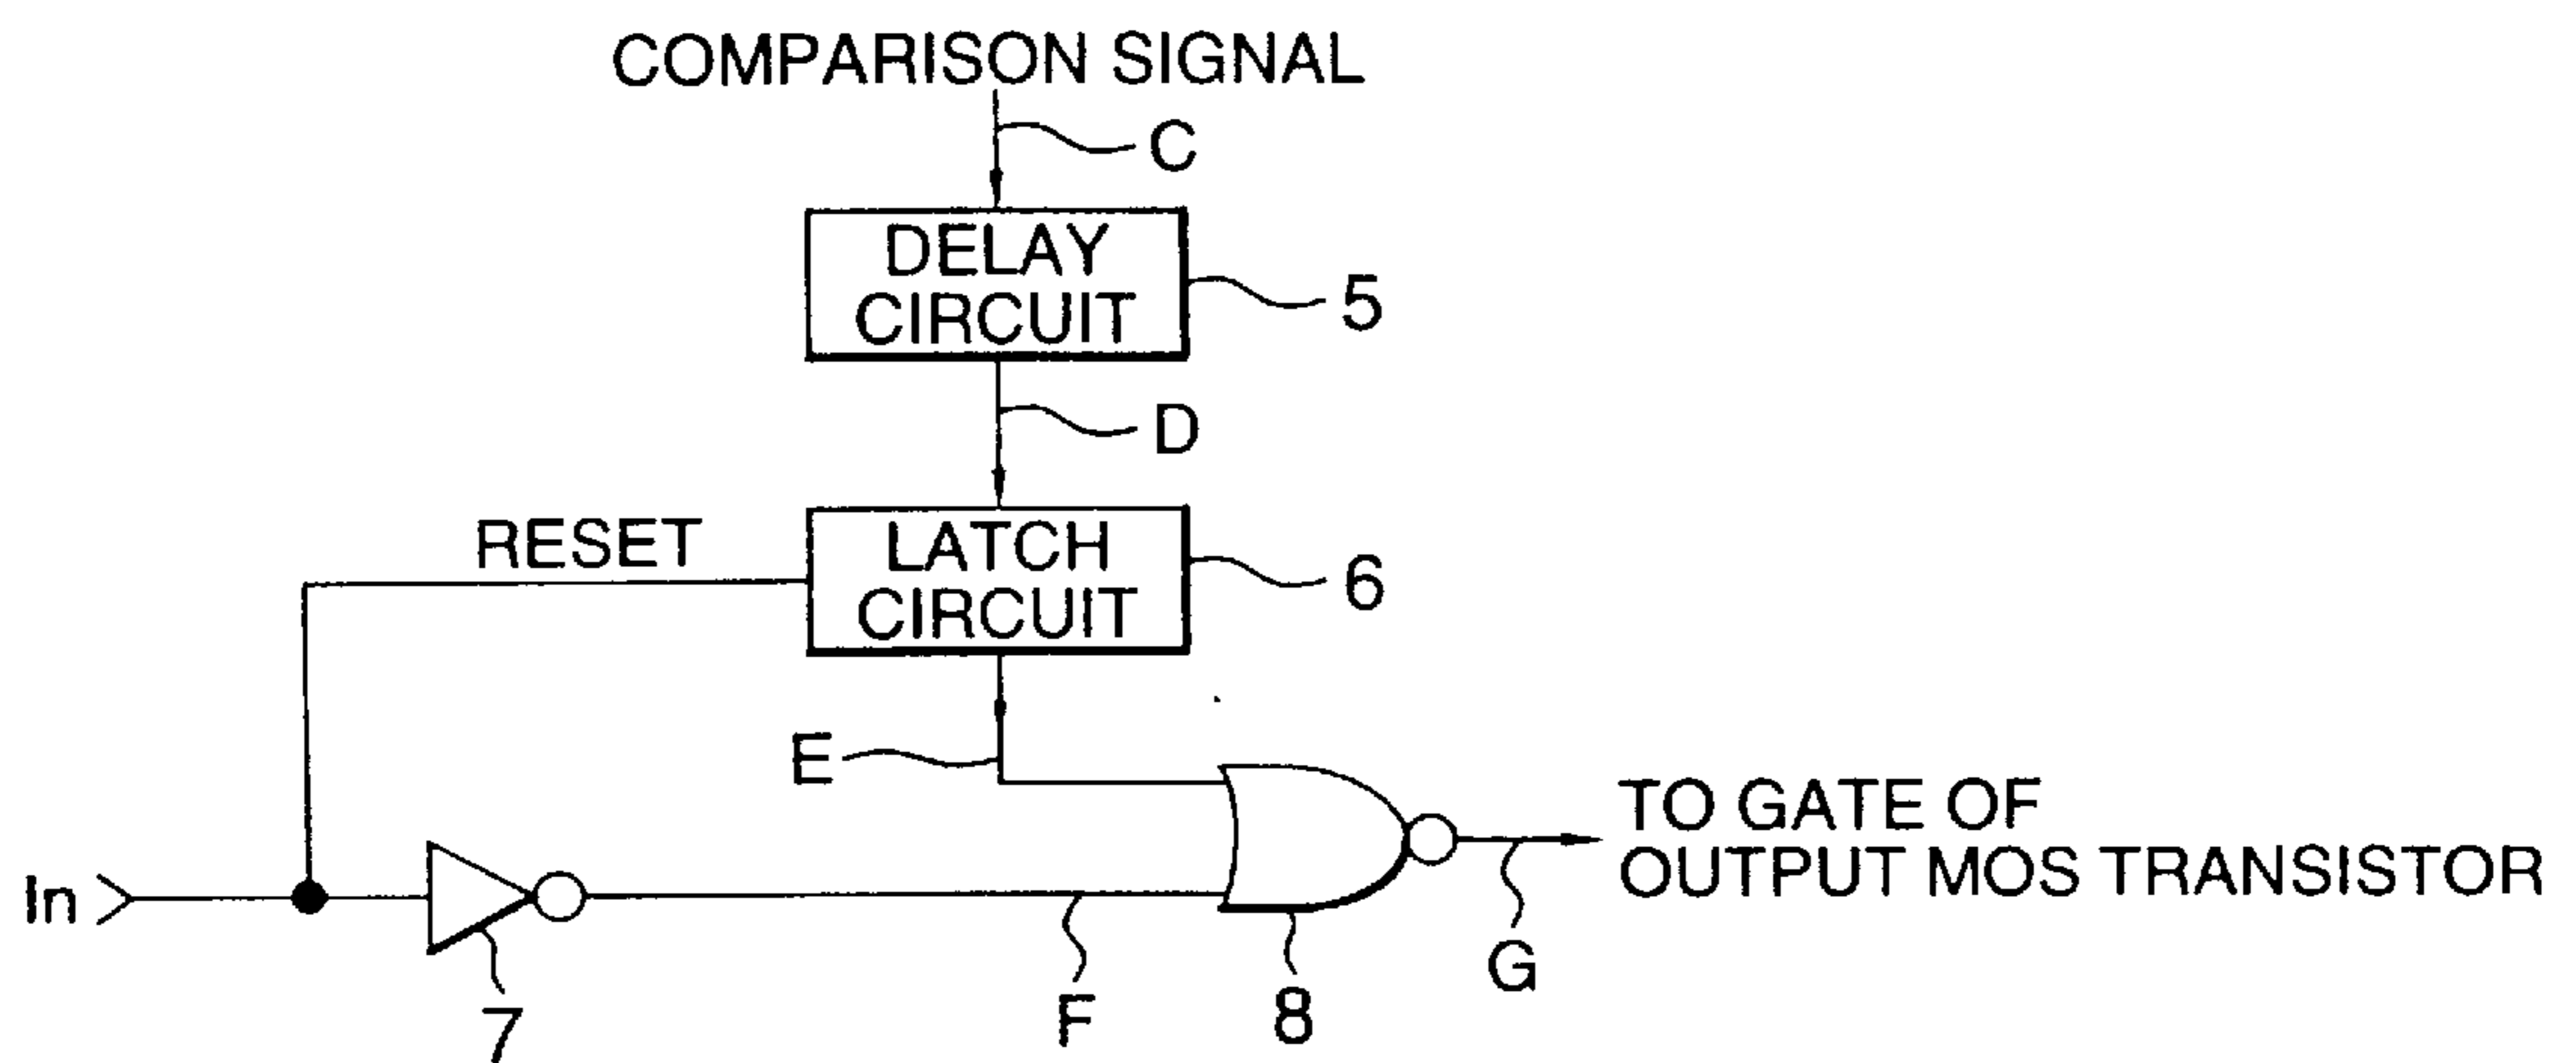 COMPARISON SIGNAL
C
DELAY
CIRCUIT
5
D
RESET
LATCH
CIRCUIT
6
E
In
7
F
8
G
TO GATE OF
OUTPUT MOS TRANSISTOR